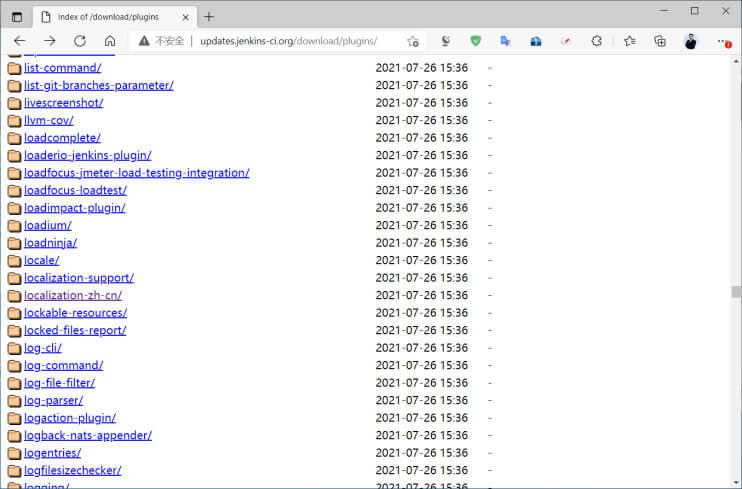 Index of /download/plugins
不安全 | updates.jenkins-ci.org/download/plugins/
list-command/ 2021-07-26 15:36 -
list-git-branches-parameter/ 2021-07-26 15:36 -
livescreenshot/ 2021-07-26 15:36 -
llvm-cov/ 2021-07-26 15:36 -
loadcomplete/ 2021-07-26 15:36 -
loaderio-jenkins-plugin/ 2021-07-26 15:36 -
loadfocus-jmeter-load-testing-integration/ 2021-07-26 15:36 -
loadfocus-loadtest/ 2021-07-26 15:36 -
loadimpact-plugin/ 2021-07-26 15:36 -
loadium/ 2021-07-26 15:36 -
loadninja/ 2021-07-26 15:36 -
locale/ 2021-07-26 15:36 -
localization-support/ 2021-07-26 15:36 -
localization-zh-cn/ 2021-07-26 15:36 -
lockable-resources/ 2021-07-26 15:36 -
locked-files-report/ 2021-07-26 15:36 -
log-cli/ 2021-07-26 15:36 -
log-command/ 2021-07-26 15:36 -
log-file-filter/ 2021-07-26 15:36 -
log-parser/ 2021-07-26 15:36 -
logaction-plugin/ 2021-07-26 15:36 -
logback-nats-appender/ 2021-07-26 15:36 -
logentries/ 2021-07-26 15:36 -
logfilesizechecker/ 2021-07-26 15:36 -
logging/ 2021-07-26 15:36 -